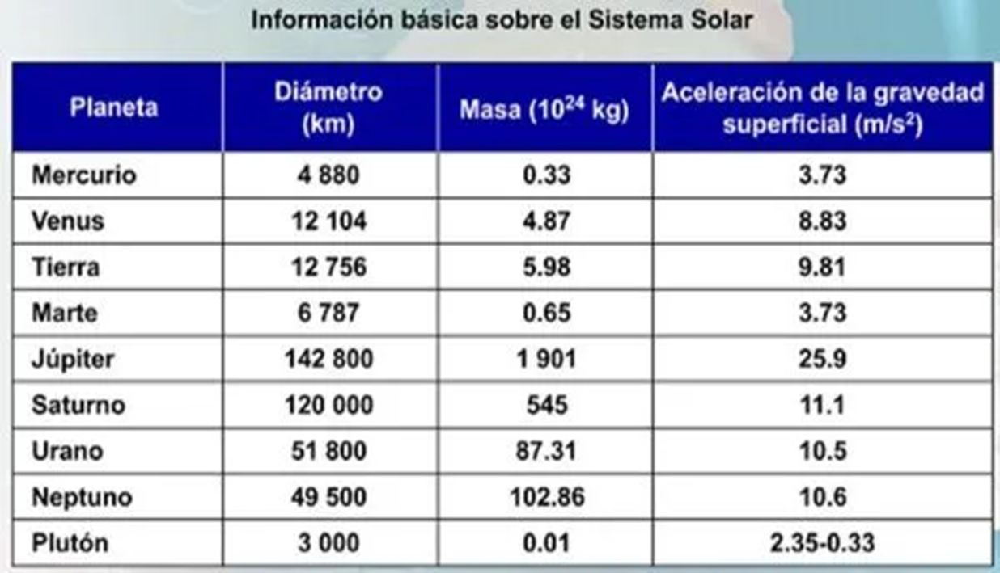 Información básica sobre el Sistema Solar
Planeta Diámetro (km) Masa (10²⁴ kg) Aceleración de la gravedad superficial (m/s²)
Mercurio 4 880 0.33 3.73
Venus 12 104 4.87 8.83
Tierra 12 756 5.98 9.81
Marte 6 787 0.65 3.73
Júpiter 142 800 1 901 25.9
Saturno 120 000 545 11.1
Urano 51 800 87.31 10.5
Neptuno 49 500 102.86 10.6
Plutón 3 000 0.01 2.35-0.33